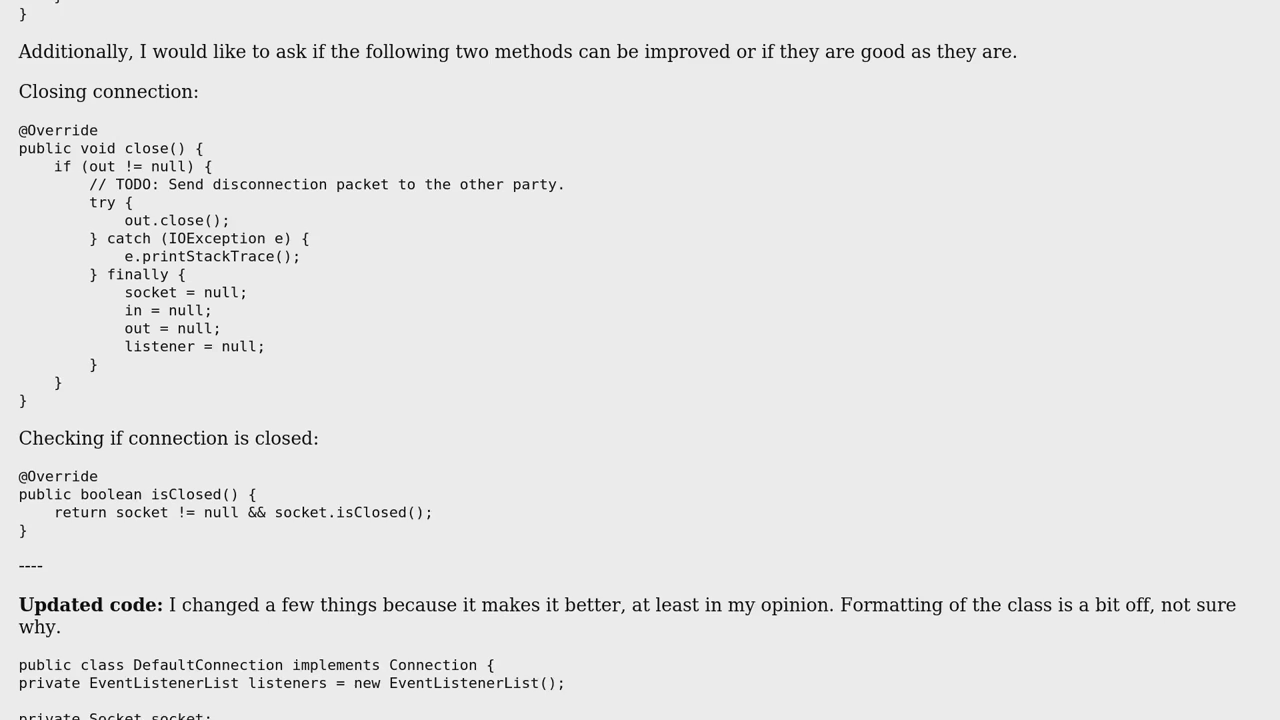 }
Additionally, I would like to ask if the following two methods can be improved or if they are good as they are.
Closing connection:
@Override
public void close() {
    if (out != null) {
        // TODO: Send disconnection packet to the other party.
        try {
            out.close();
        } catch (IOException e) {
            e.printStackTrace();
        } finally {
            socket = null;
            in = null;
            out = null;
            listener = null;
        }
    }
}
Checking if connection is closed:
@Override
public boolean isClosed() {
    return socket != null && socket.isClosed();
}
----
Updated code: I changed a few things because it makes it better, at least in my opinion. Formatting of the class is a bit off, not sure
why.
public class DefaultConnection implements Connection {
private EventListenerList listeners = new EventListenerList();
private Socket socket;